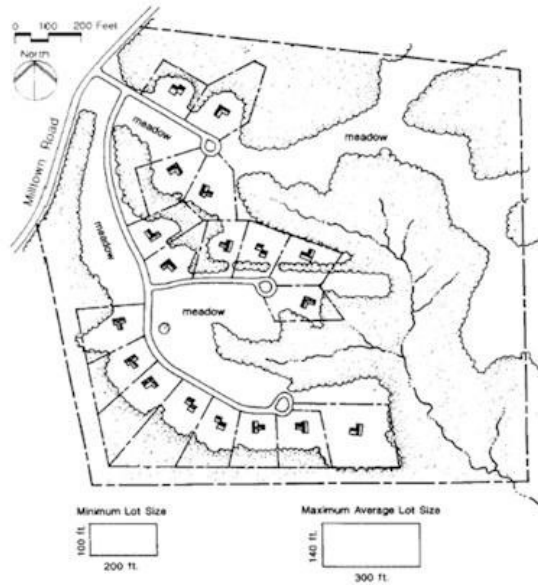 0 100 200 Feet
North
Milltown Road
meadow
meadow
meadow
meadow
Minimum Lot Size
100 ft.
200 ft.
Maximum Average Lot Size
140 ft.
300 ft.